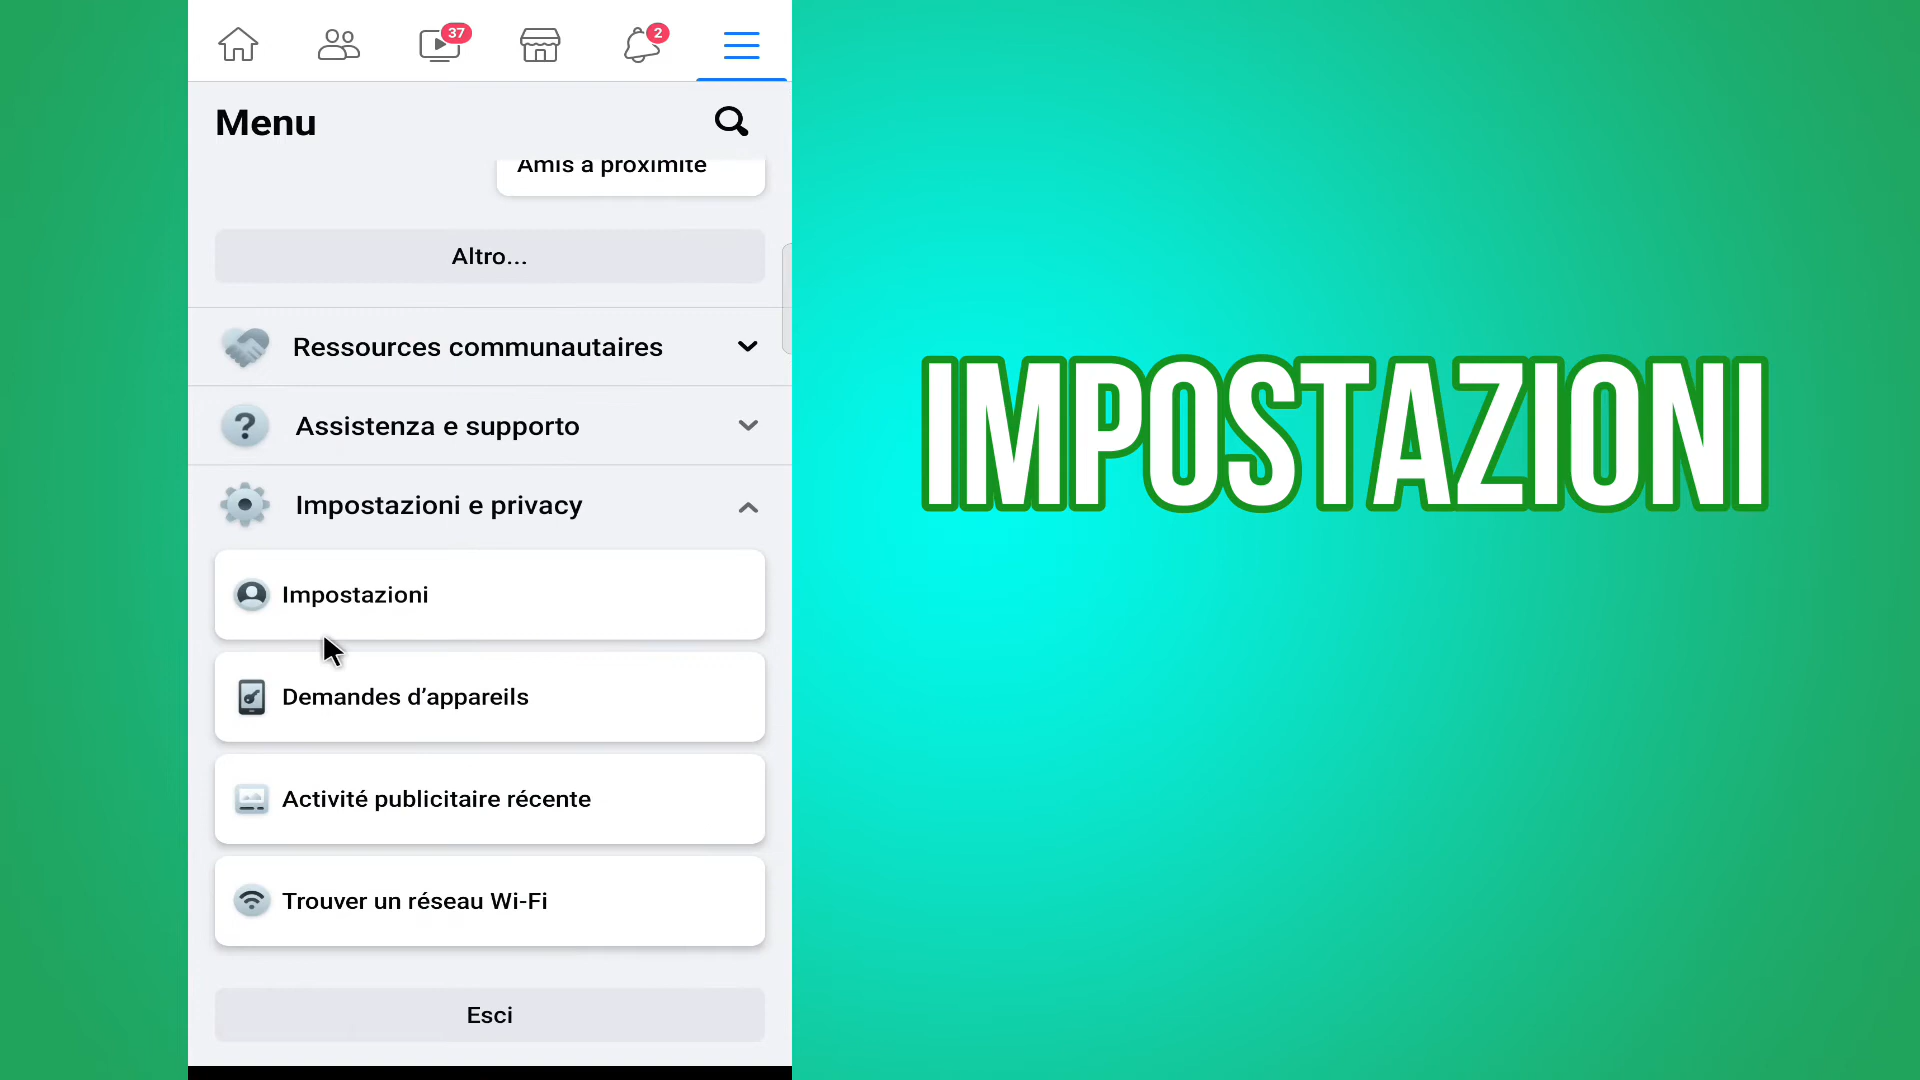 37
2
Menu
Amis à proximité
Altro...
Ressources communautaires
Assistenza e supporto
Impostazioni e privacy
Impostazioni
Demandes d’appareils
Activité publicitaire récente
Trouver un réseau Wi-Fi
Esci
IMPOSTAZIONI